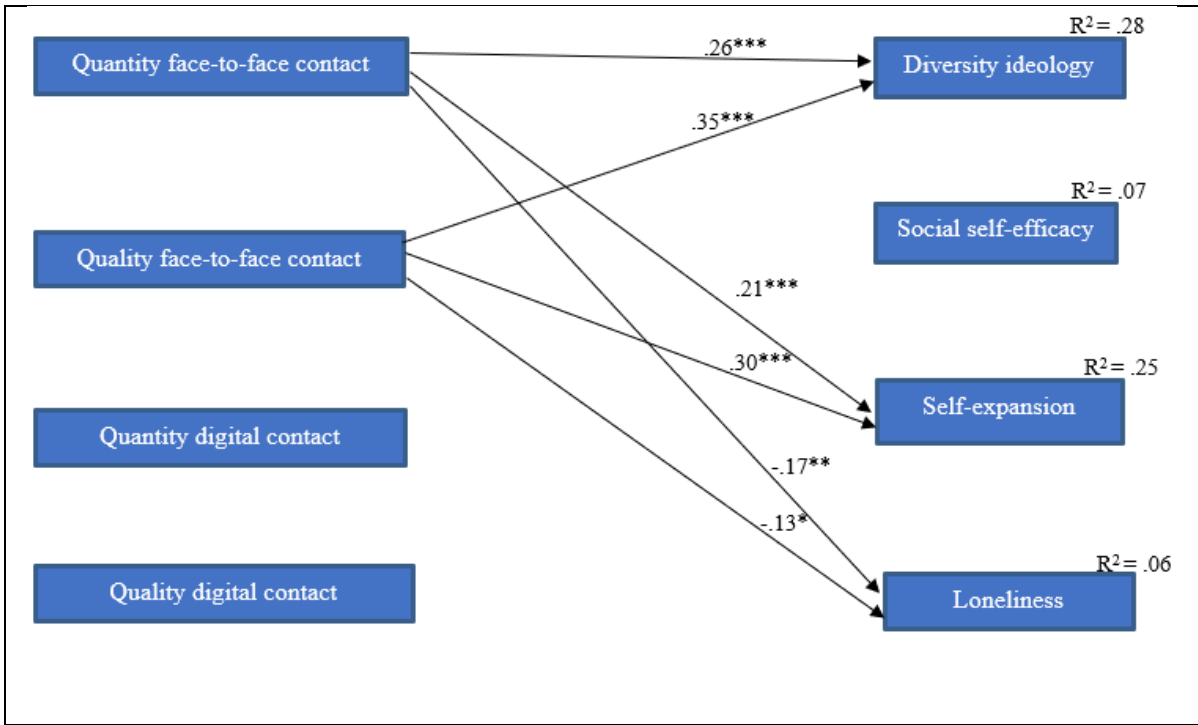 R² = .28
Quantity face-to-face contact
.26***
Diversity ideology
.35***
R² = .07
Social self-efficacy
Quality face-to-face contact
.21***
.30***
R² = .25
Self-expansion
Quantity digital contact
-.17**
-.13*
R² = .06
Quality digital contact
Loneliness